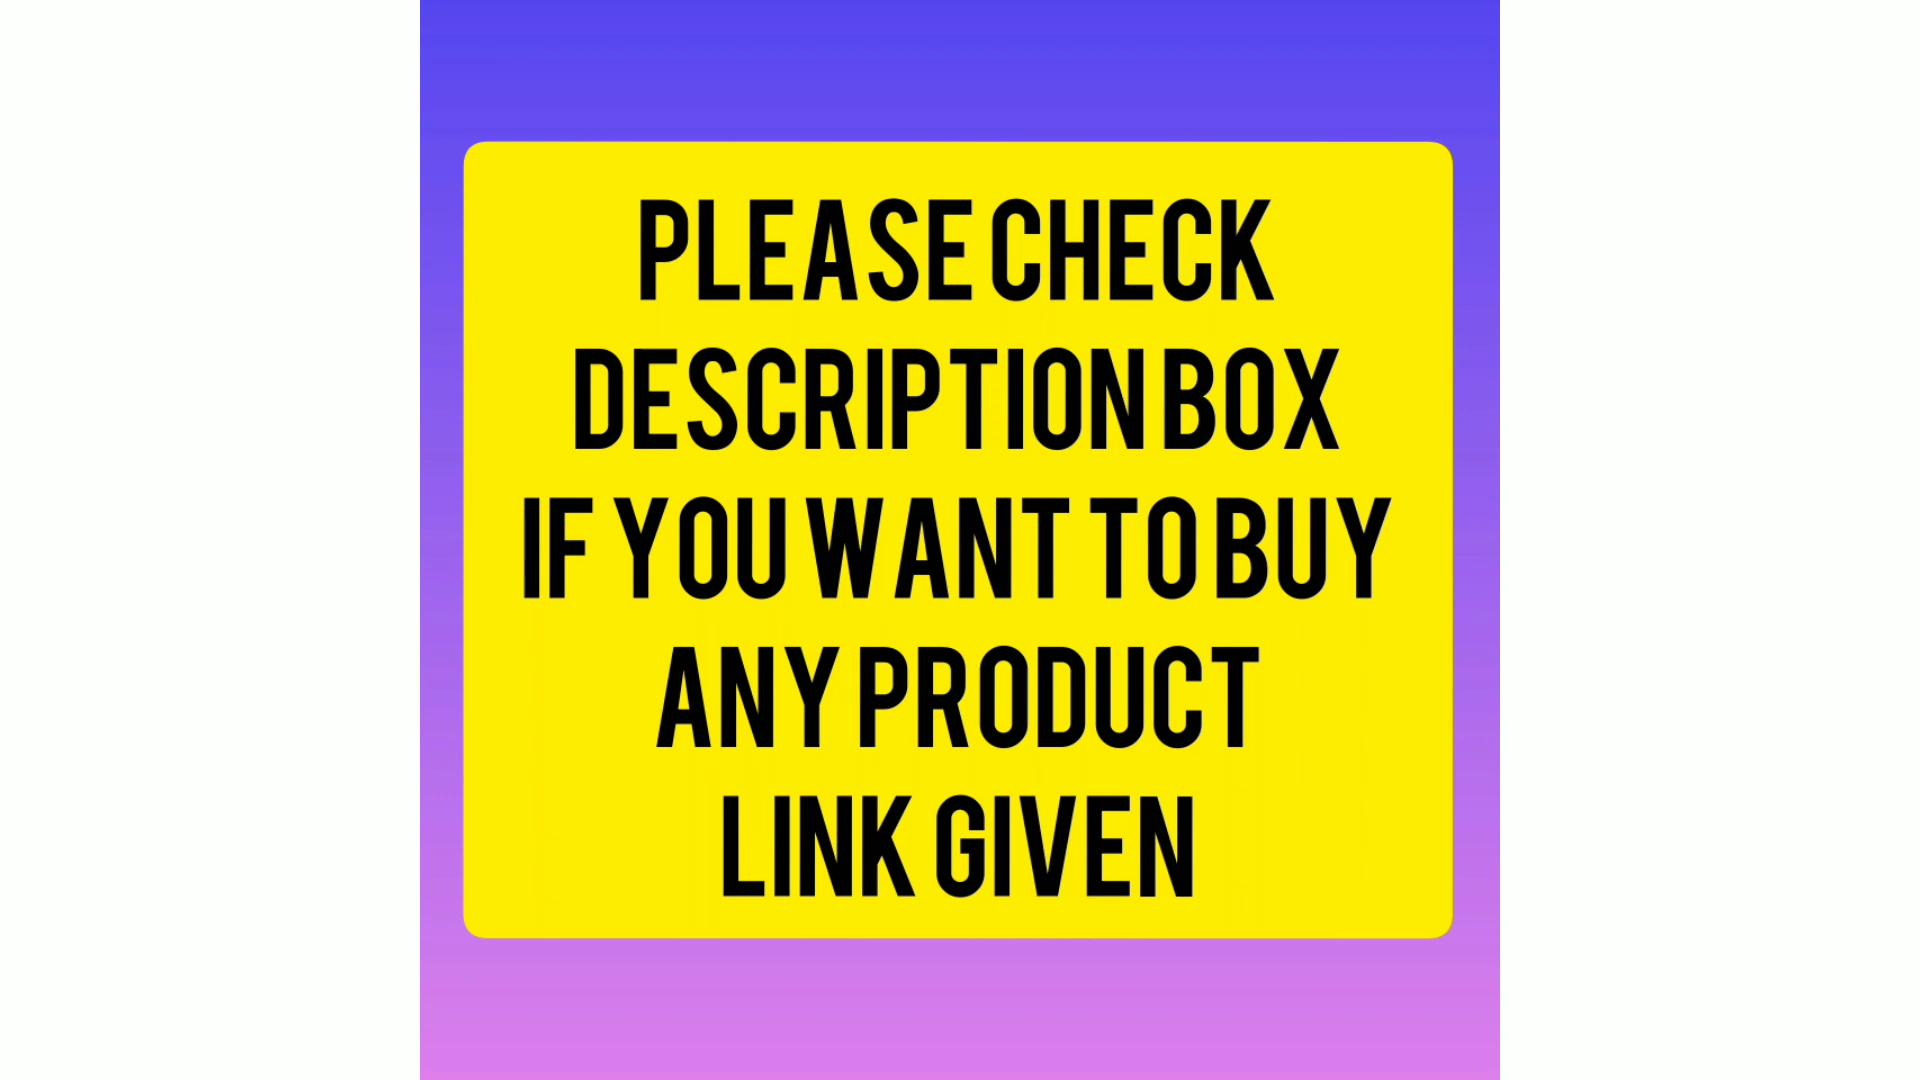 PLEASE CHECK
DESCRIPTION BOX
IF YOU WANT TO BUY
ANY PRODUCT
LINK GIVEN